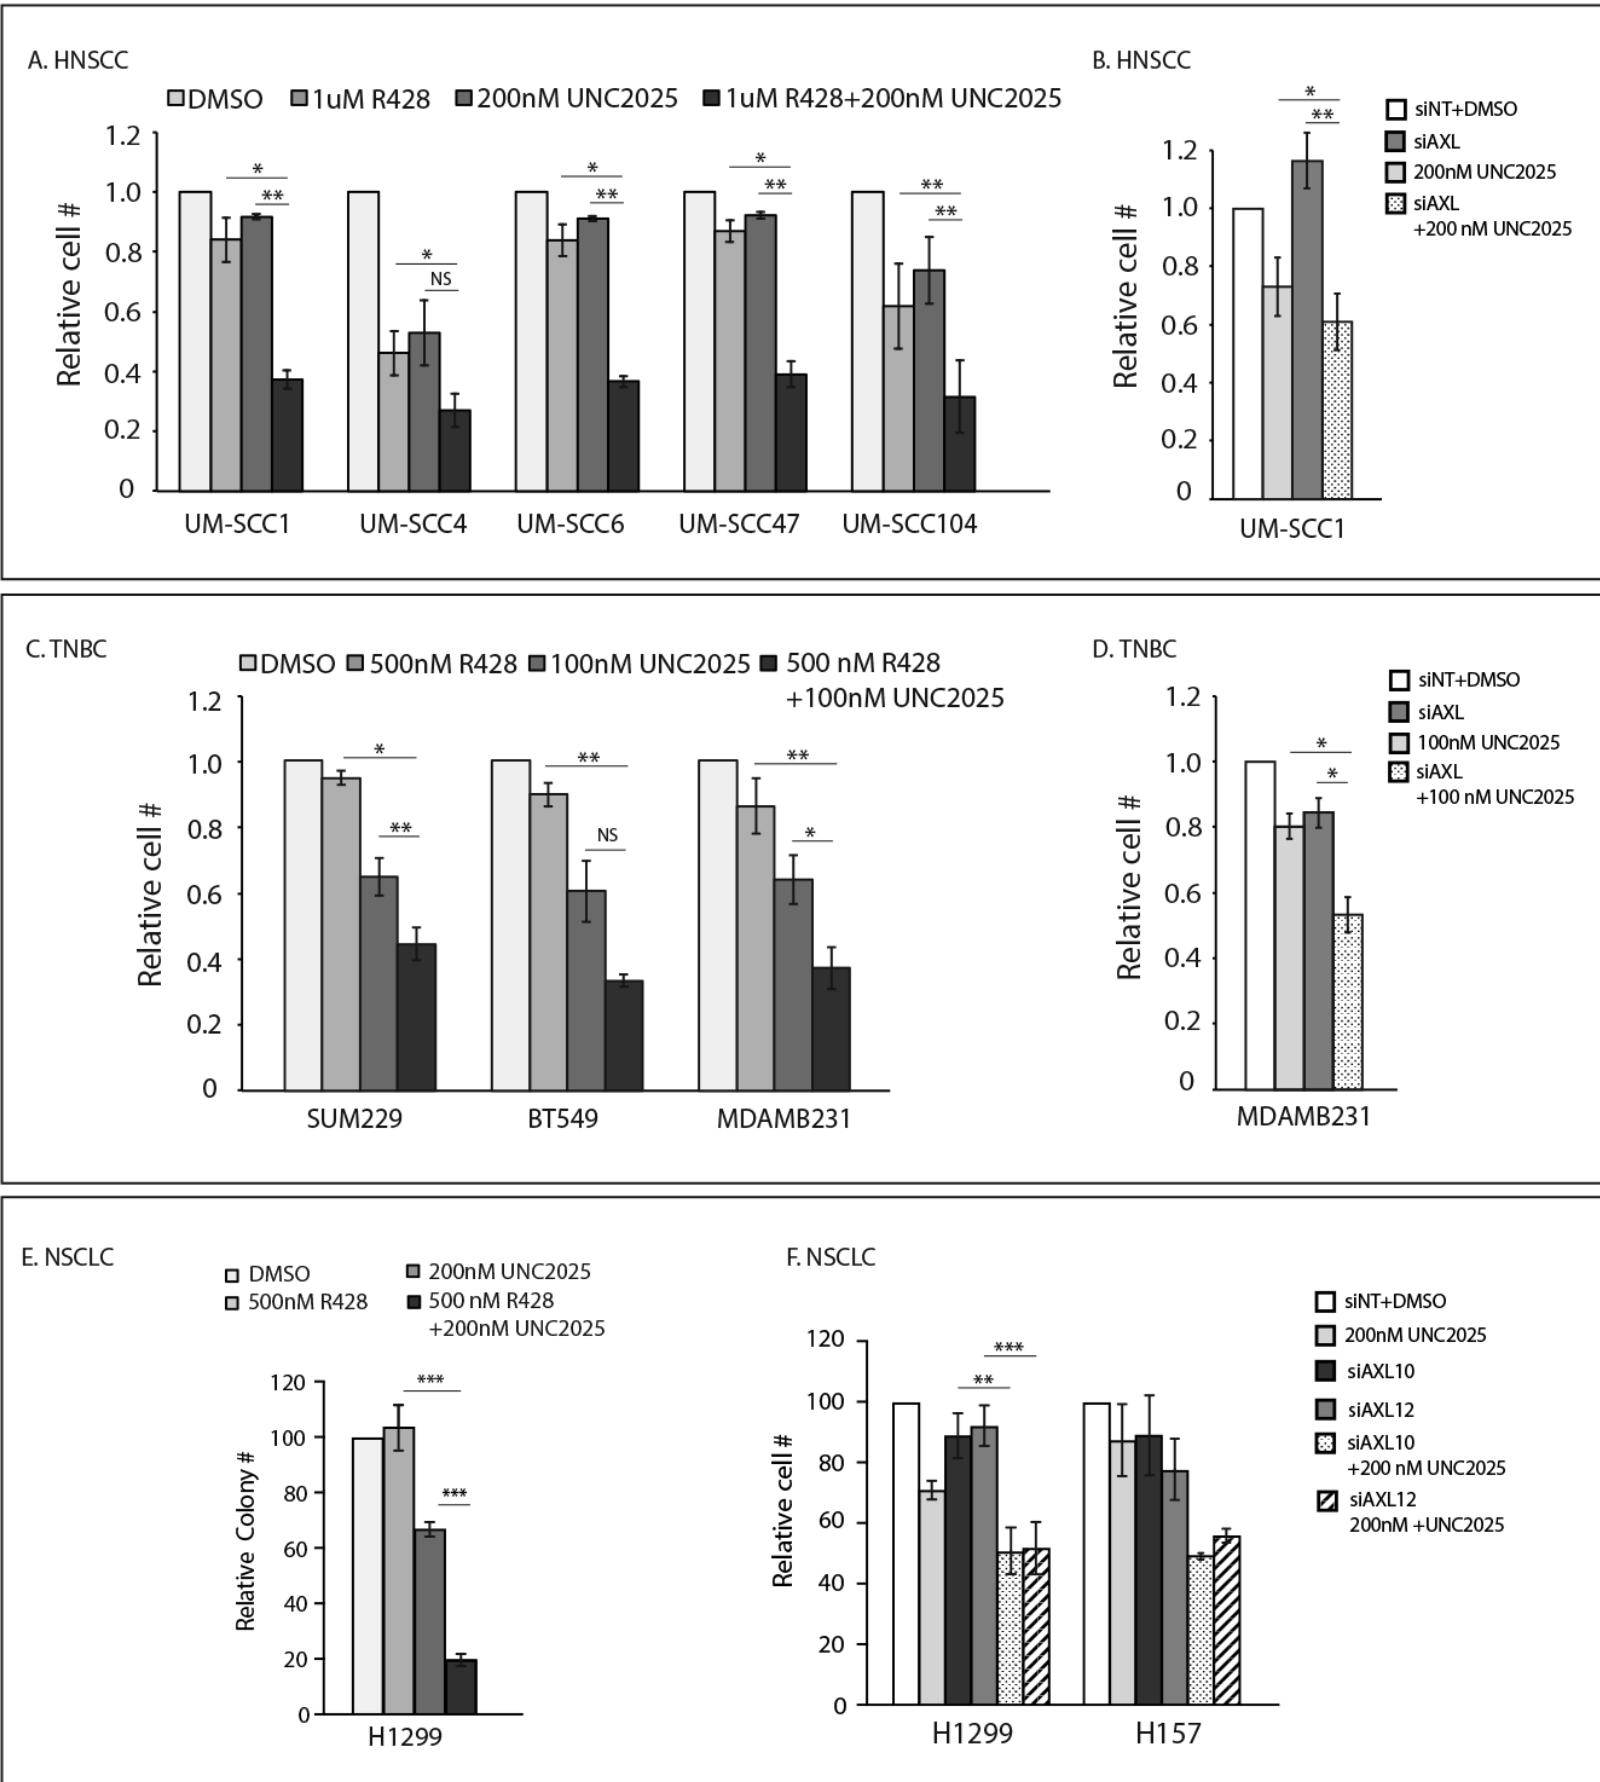 A. HNSCC
DMSO 1uM R428 200nM UNC2025 1uM R428+200nM UNC2025
1.2
1.0
0.8
0.6
0.4
0.2
0
Relative cell #
* **
* NS
* **
* **
** **
UM-SCC1 UM-SCC4 UM-SCC6 UM-SCC47 UM-SCC104
B. HNSCC
siNT+DMSO
siAXL
200nM UNC2025
siAXL
+200 nM UNC2025
*
**
1.2
1.0
0.8
0.6
0.4
0.2
0
Relative cell #
UM-SCC1
C. TNBC
DMSO 500nM R428 100nM UNC2025 500 nM R428
+100nM UNC2025
1.2
1.0
0.8
0.6
0.4
0.2
0
Relative cell #
* **
** NS
** *
SUM229 BT549 MDAMB231
D. TNBC
siNT+DMSO
siAXL
100nM UNC2025
siAXL
+100 nM UNC2025
*
*
1.2
1.0
0.8
0.6
0.4
0.2
0
Relative cell #
MDAMB231
E. NSCLC
DMSO 200nM UNC2025
500nM R428 500 nM R428
+200nM UNC2025
120
100
80
60
40
20
0
Relative Colony #
***
***
H1299
F. NSCLC
siNT+DMSO
200nM UNC2025
siAXL10
siAXL12
siAXL10
+200 nM UNC2025
siAXL12
200nM +UNC2025
120
100
80
60
40
20
0
Relative cell #
***
**
H1299 H157